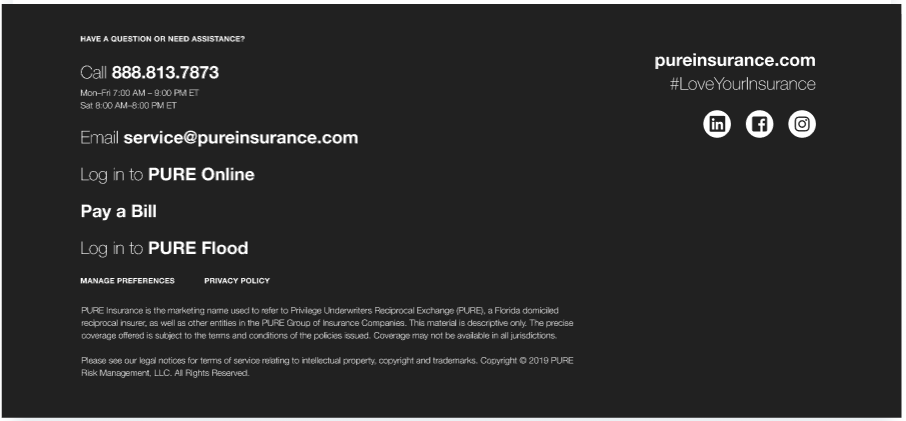 HAVE A QUESTION OR NEED ASSISTANCE?
Call 888.813.7873
Mon–Fri 7:00 AM – 9:00 PM ET
Sat 8:00 AM–8:00 PM ET
Email service@pureinsurance.com
Log in to PURE Online
Pay a Bill
Log in to PURE Flood
MANAGE PREFERENCES PRIVACY POLICY
PURE Insurance is the marketing name used to refer to Privilege Underwriters Reciprocal Exchange (PURE), a Florida domiciled
reciprocal insurer, as well as other entities in the PURE Group of Insurance Companies. This material is descriptive only. The precise
coverage offered is subject to the terms and conditions of the policies issued. Coverage may not be available in all jurisdictions.
Please see our legal notices for terms of service relating to intellectual property, copyright and trademarks. Copyright © 2019 PURE
Risk Management, LLC. All Rights Reserved.
pureinsurance.com
#LoveYourInsurance
in f